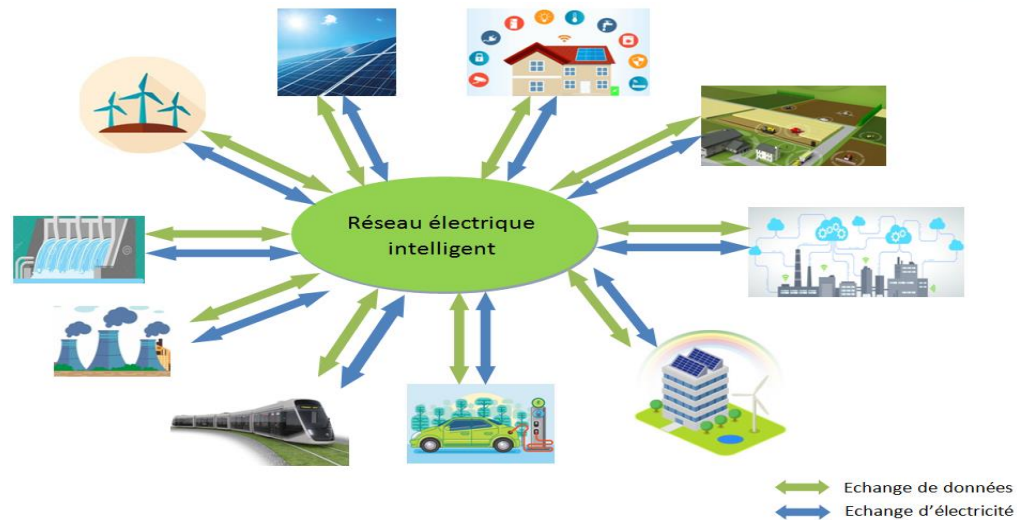 Réseau électrique
intelligent
Echange de données
Echange d'électricité